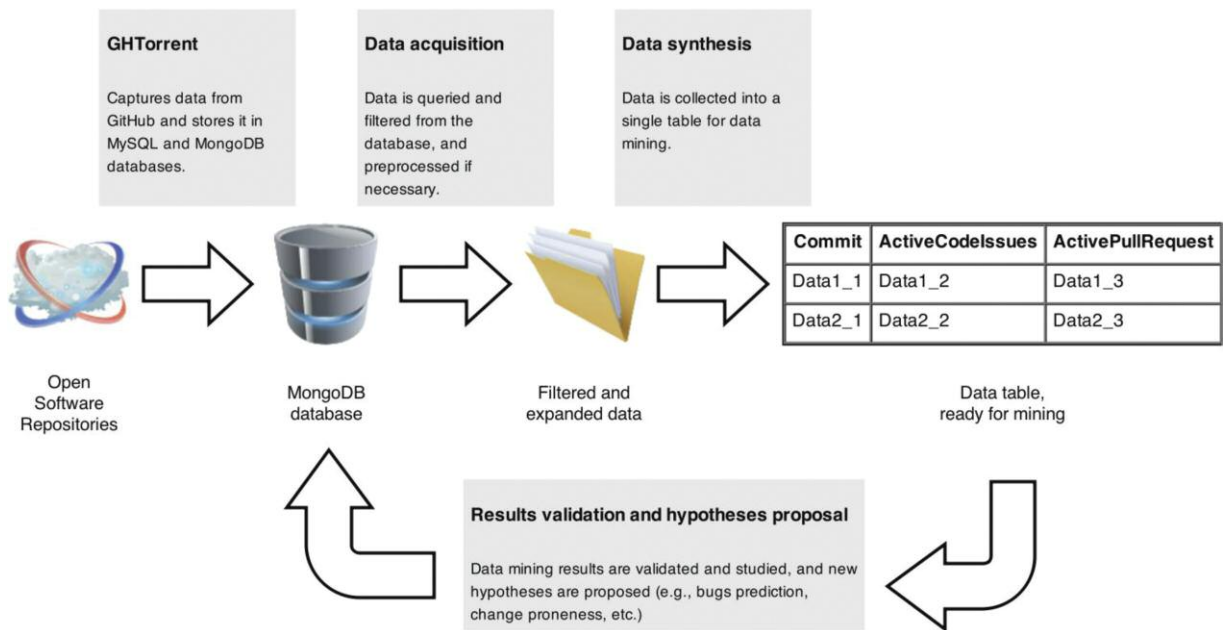 GHTorrent
Captures data from
GitHub and stores it in
MySQL and MongoDB
databases.
Data acquisition
Data is queried and
filtered from the
database, and
preprocessed if
necessary.
Data synthesis
Data is collected into a
single table for data
mining.
Commit ActiveCodeIssues ActivePullRequest
Data1_1 Data1_2 Data1_3
Data2_1 Data2_2 Data2_3
Open
Software
Repositories
MongoDB
database
Filtered and
expanded data
Data table,
ready for mining
Results validation and hypotheses proposal
Data mining results are validated and studied, and new
hypotheses are proposed (e.g., bugs prediction,
change proneness, etc.)